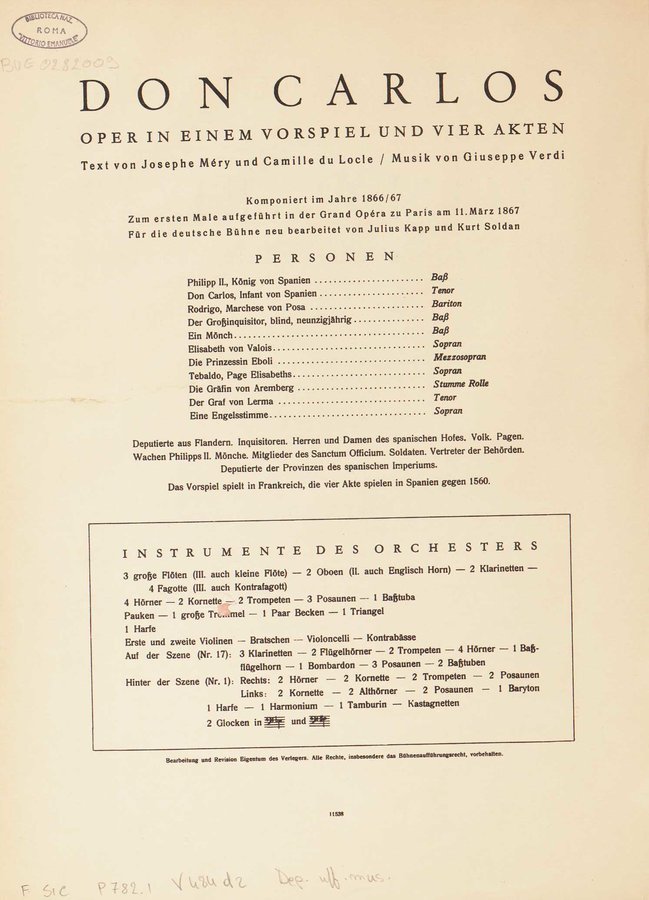 BIBLIOTECA NAZ.
ROMA
"VITTORIO EMANUELE"
BVE 0282009
DON CARLOS
OPER IN EINEM VORSPIEL UND VIER AKTEN
Text von Josephe Méry und Camille du Locle / Musik von Giuseppe Verdi
Komponiert im Jahre 1866/67
Zum ersten Male aufgeführt in der Grand Opéra zu Paris am 11. März 1867
Für die deutsche Bühne neu bearbeitet von Julius Kapp und Kurt Soldan
PERSONEN
Philipp II., König von Spanien ....................... Baß
Don Carlos, Infant von Spanien ...................... Tenor
Rodrigo, Marchese von Posa ......................... Bariton
Der Großinquisitor, blind, neunzigjährig ............... Baß
Ein Mönch........................................ Baß
Elisabeth von Valois................................ Sopran
Die Prinzessin Eboli ............................... Mezzosopran
Tebaldo, Page Elisabeths............................ Sopran
Die Gräfin von Aremberg ........................... Stumme Rolle
Der Graf von Lerma ............................... Tenor
Eine Engelsstimme................................. Sopran
Deputierte aus Flandern. Inquisitoren. Herren und Damen des spanischen Hofes. Volk. Pagen.
Wachen Philipps II. Mönche. Mitglieder des Sanctum Officium. Soldaten. Vertreter der Behörden.
Deputierte der Provinzen des spanischen Imperiums.
Das Vorspiel spielt in Frankreich, die vier Akte spielen in Spanien gegen 1560.
INSTRUMENTE DES ORCHESTERS
3 große Flöten (III. auch kleine Flöte) — 2 Oboen (II. auch Englisch Horn) — 2 Klarinetten —
4 Fagotte (III. auch Kontrafagott)
4 Hörner — 2 Kornette — 2 Trompeten — 3 Posaunen — 1 Baßtuba
Pauken — 1 große Trommel — 1 Paar Becken — 1 Triangel
1 Harfe
Erste und zweite Violinen — Bratschen — Violoncelli — Kontrabässe
Auf der Szene (Nr. 17): 3 Klarinetten — 2 Flügelhörner — 2 Trompeten — 4 Hörner — 1 Baß-
flügelhorn — 1 Bombardon — 3 Posaunen — 2 Baßtuben
Hinter der Szene (Nr. 1): Rechts: 2 Hörner — 2 Kornette — 2 Trompeten — 2 Posaunen
Links: 2 Kornette — 2 Althörner — 2 Posaunen — 1 Baryton
1 Harfe — 1 Harmonium — 1 Tamburin — Kastagnetten
2 Glocken in und
Bearbeitung und Revision Eigentum des Verlegers. Alle Rechte, insbesondere das Bühnenaufführungsrecht, vorbehalten.
11538
F SIC P782.1 V484d2 Dep. uff. mus.